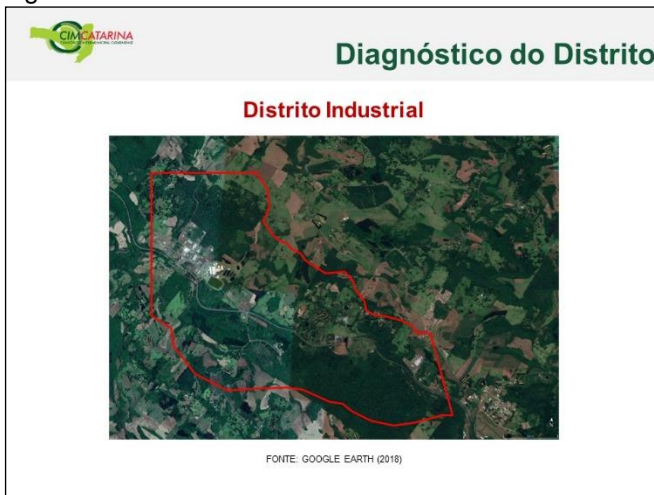 CIMCATARINA
Diagnóstico do Distrito
Distrito Industrial
FONTE: GOOGLE EARTH (2018)